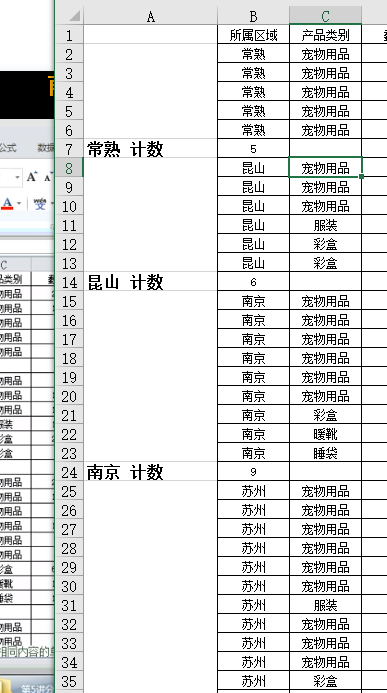 A B C
1 所属区域 产品类别
2 常熟 宠物用品
3 常熟 宠物用品
4 常熟 宠物用品
5 常熟 宠物用品
6 常熟 宠物用品
7 常熟 计数 5
8 昆山 宠物用品
9 昆山 宠物用品
10 昆山 宠物用品
11 昆山 服装
12 昆山 彩盒
13 昆山 彩盒
14 昆山 计数 6
15 南京 宠物用品
16 南京 宠物用品
17 南京 宠物用品
18 南京 宠物用品
19 南京 宠物用品
20 南京 宠物用品
21 南京 彩盒
22 南京 暖靴
23 南京 睡袋
24 南京 计数 9
25 苏州 宠物用品
26 苏州 宠物用品
27 苏州 宠物用品
28 苏州 宠物用品
29 苏州 宠物用品
30 苏州 宠物用品
31 苏州 服装
32 苏州 宠物用品
33 苏州 宠物用品
34 苏州 宠物用品
35 苏州 彩盒